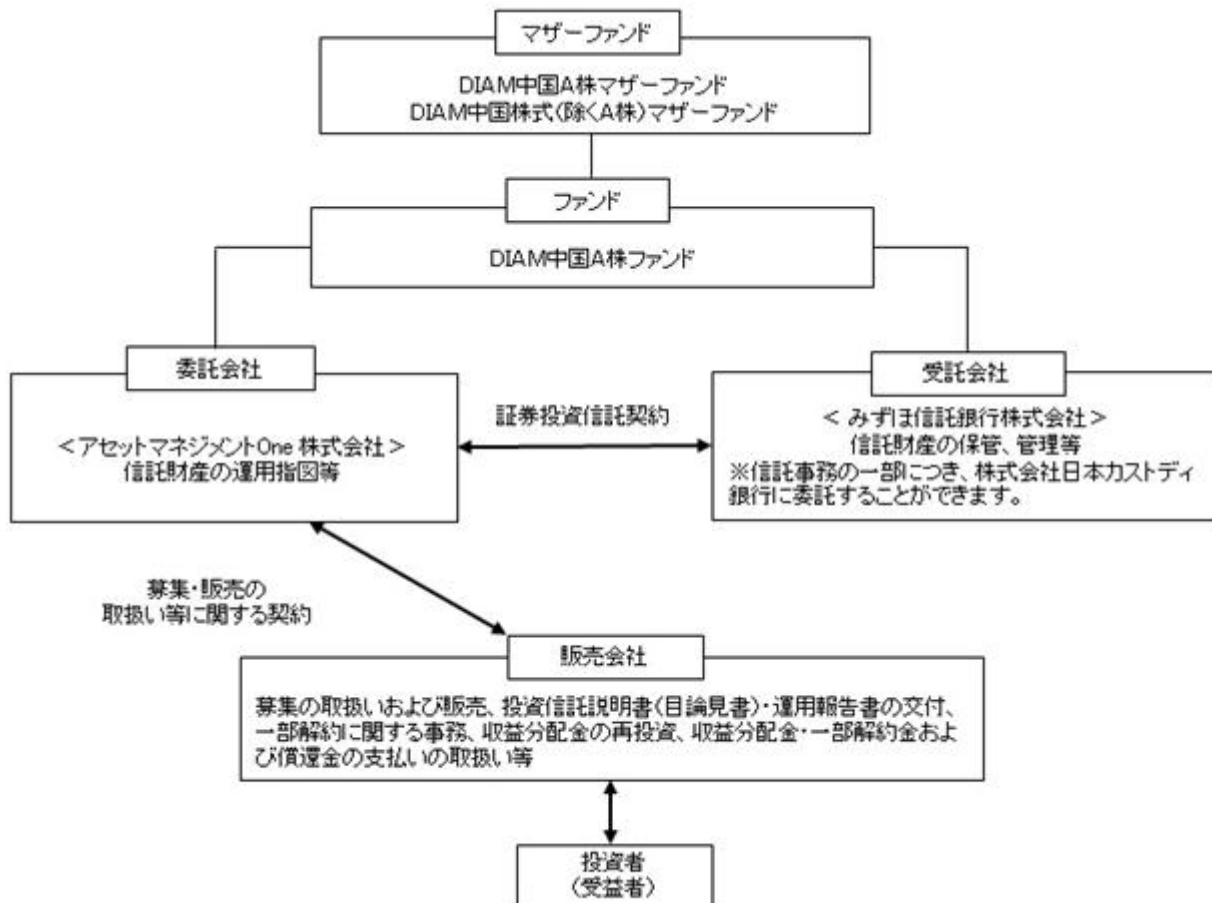 マザーファンド
DIAM中国A株マザーファンド
DIAM中国株式(除くA株)マザーファンド
ファンド
DIAM中国A株ファンド
委託会社
<アセットマネジメントOne 株式会社>
信託財産の運用指図等
証券投資信託契約
受託会社
< みずほ信託銀行株式会社 >
信託財産の保管、管理等
※信託事務の一部につき、株式会社日本カストディ
銀行に委託することができます。
募集・販売の
取扱い等に関する契約
販売会社
募集の取扱いおよび販売、投資信託説明書(目論見書)・運用報告書の交付、
一部解約に関する事務、収益分配金の再投資、収益分配金・一部解約金およ
び償還金の支払いの取扱い等
投資者
(受益者)